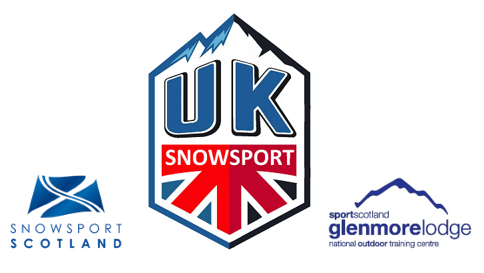 UK
SNOWSPORT
SNOWSPORT
SCOTLAND
sportscotland
glenmorelodge
national outdoor training centre